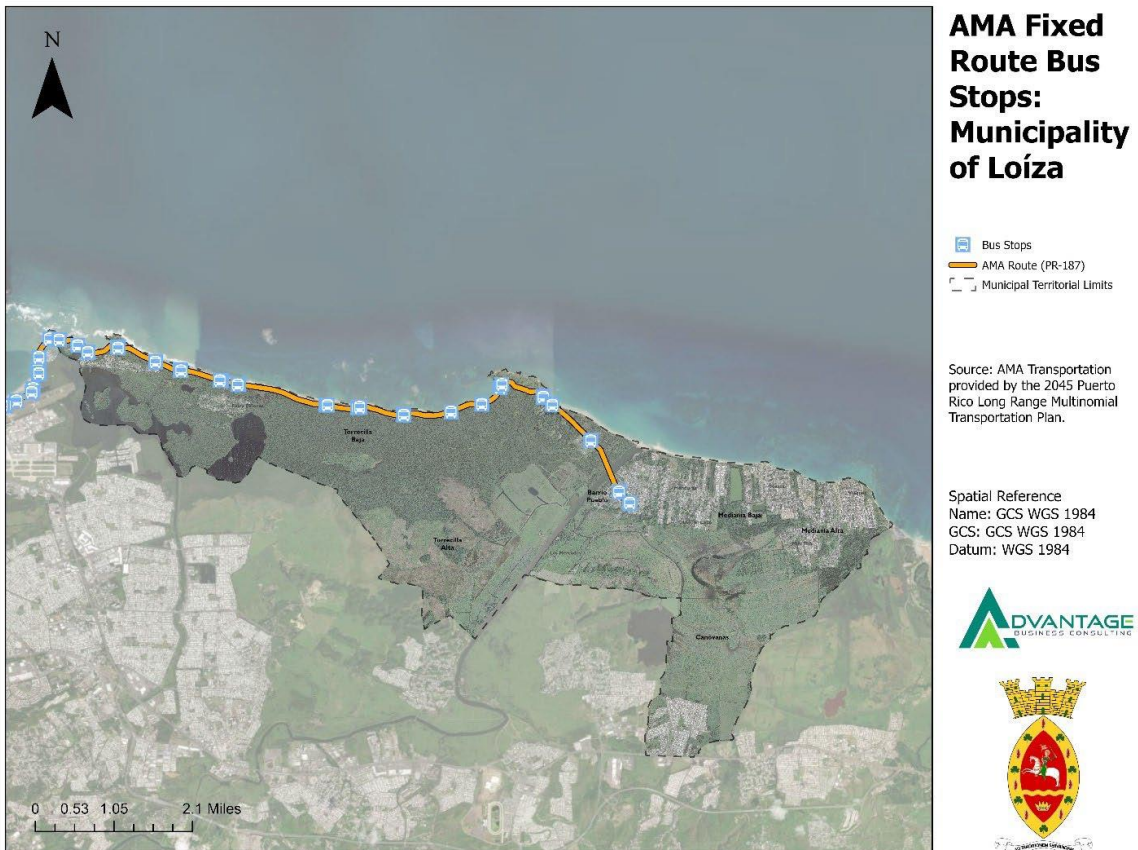 AMA Fixed
Route Bus
Stops:
Municipality
of Loíza
Bus Stops
AMA Route (PR-187)
Municipal Territorial Limits
Source: AMA Transportation
provided by the 2045 Puerto
Rico Long Range Multinomial
Transportation Plan.
Spatial Reference
Name: GCS WGS 1984
GCS: GCS WGS 1984
Datum: WGS 1984
ADVANTAGE
BUSINESS CONSULTING
N
Torrecilla
Baja
Barrio
Pueblo
Medianía Baja
Medianía Alta
Torrecilla
Alta
Canóvanas
0 0.53 1.05 2.1 Miles